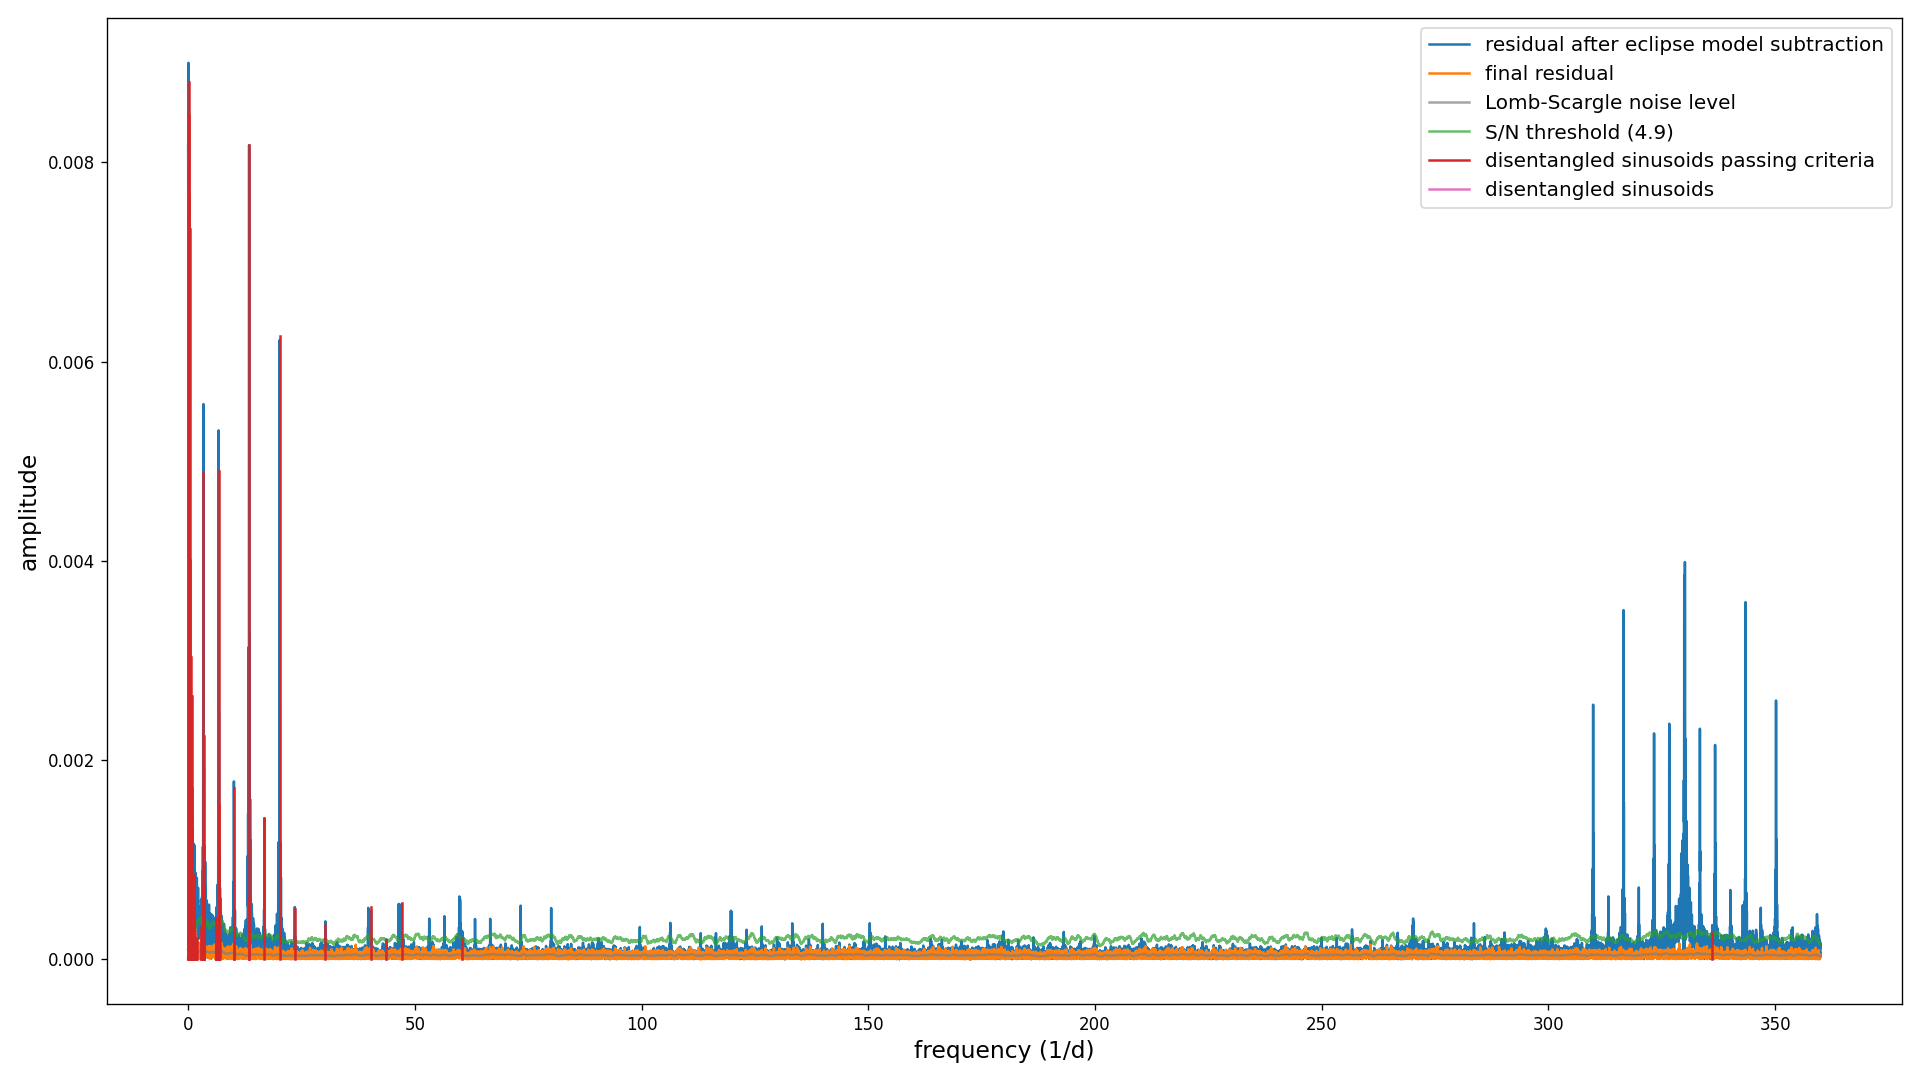 residual after eclipse model subtraction
final residual
Lomb-Scargle noise level
S/N threshold (4.9)
disentangled sinusoids passing criteria
disentangled sinusoids
0.008
0.006
0.004
0.002
0.000
amplitude
0 50 100 150 200 250 300 350
frequency (1/d)